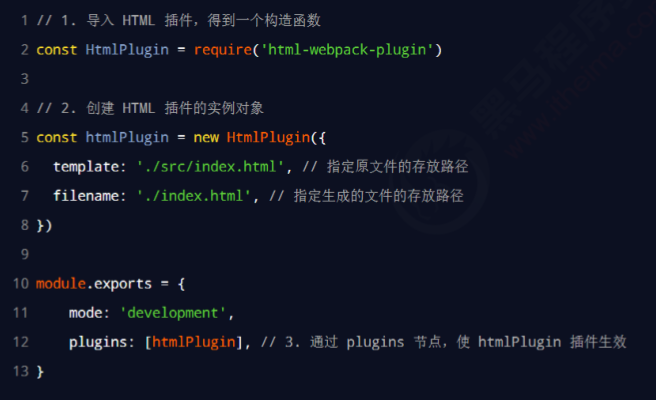 1 // 1. 导入 HTML 插件，得到一个构造函数
2 const HtmlPlugin = require('html-webpack-plugin')
3
4 // 2. 创建 HTML 插件的实例对象
5 const htmlPlugin = new HtmlPlugin({
6   template: './src/index.html', // 指定原文件的存放路径
7   filename: './index.html', // 指定生成的文件的存放路径
8 })
9
10 module.exports = {
11     mode: 'development',
12     plugins: [htmlPlugin], // 3. 通过 plugins 节点，使 htmlPlugin 插件生效
13 }